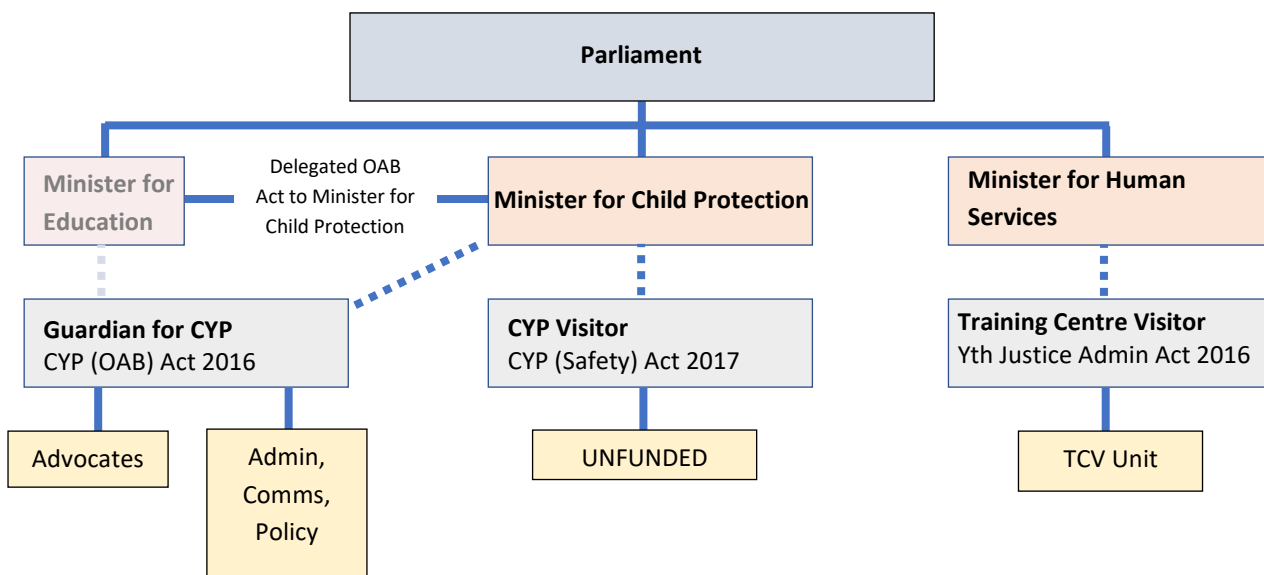 Parliament
Minister for
Education
Delegated OAB
Act to Minister for
Child Protection
Minister for Child Protection
Minister for Human
Services
Guardian for CYP
CYP (OAB) Act 2016
CYP Visitor
CYP (Safety) Act 2017
Training Centre Visitor
Yth Justice Admin Act 2016
Advocates
Admin,
Comms,
Policy
UNFUNDED
TCV Unit